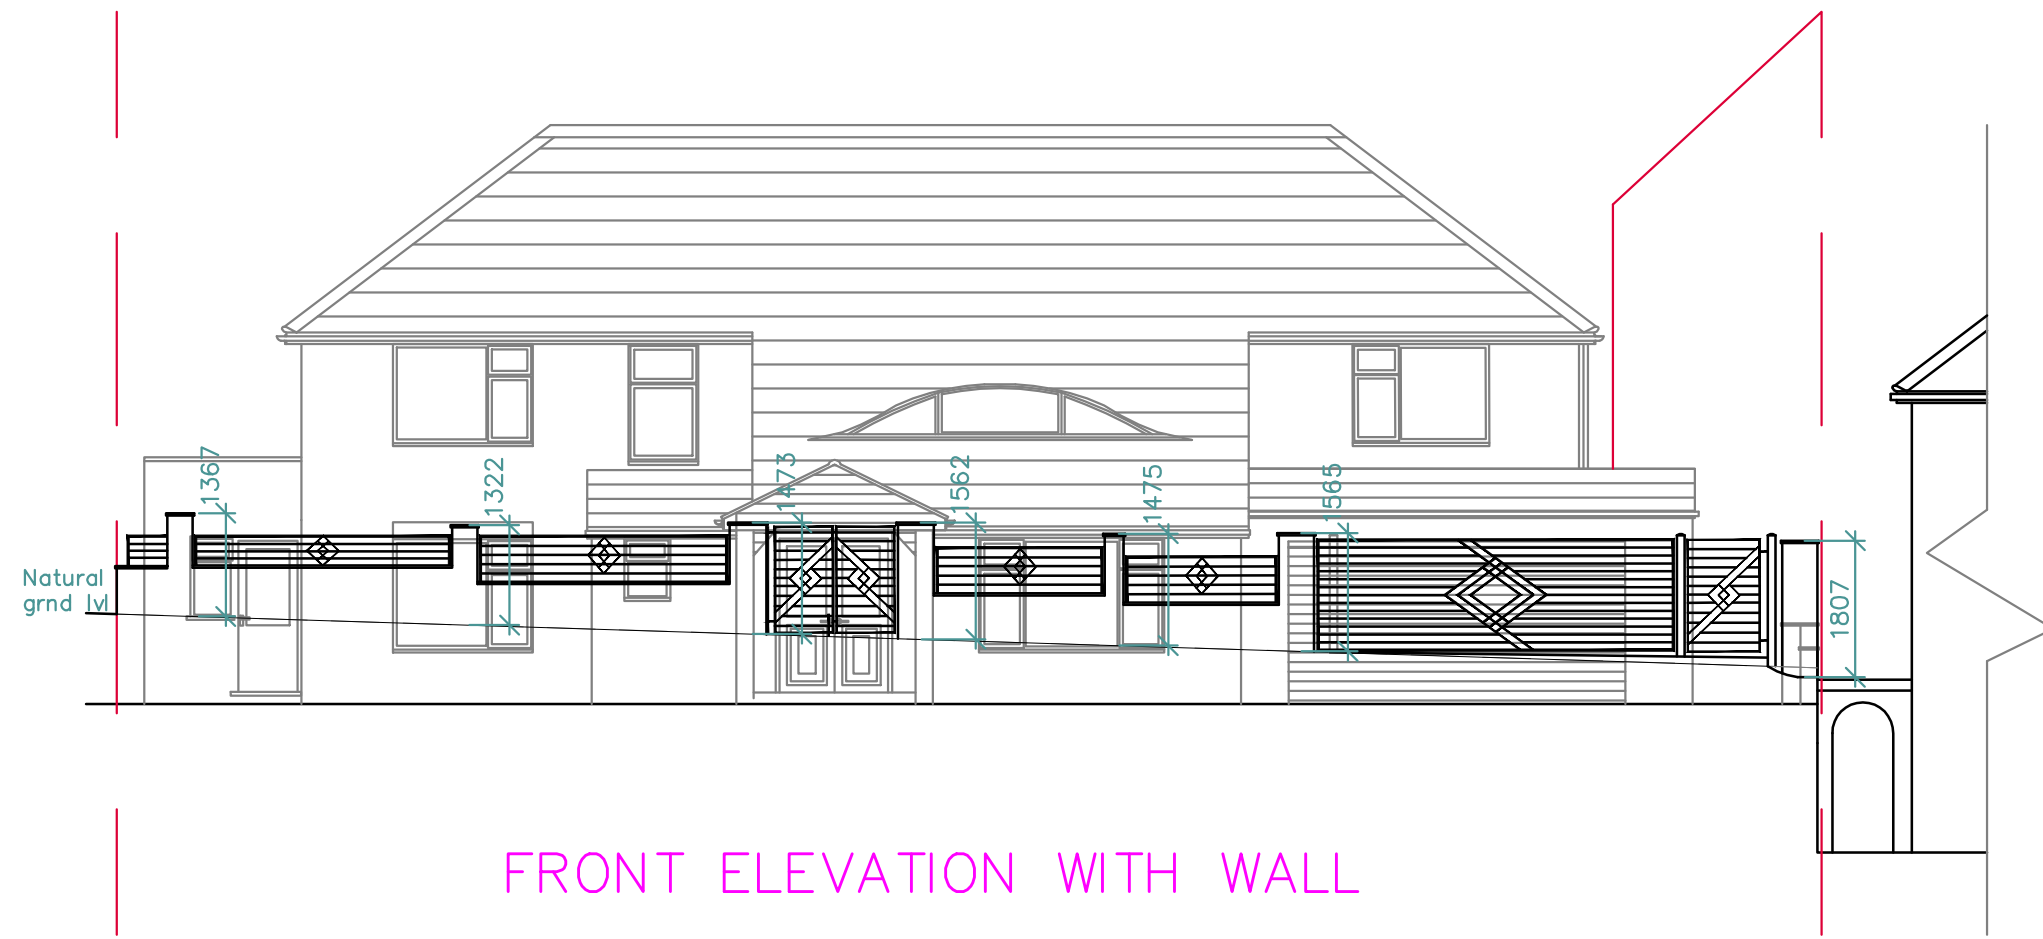 1367
1322
1473
1562
1475
1565
Natural
grnd lvl
1807
FRONT ELEVATION WITH WALL